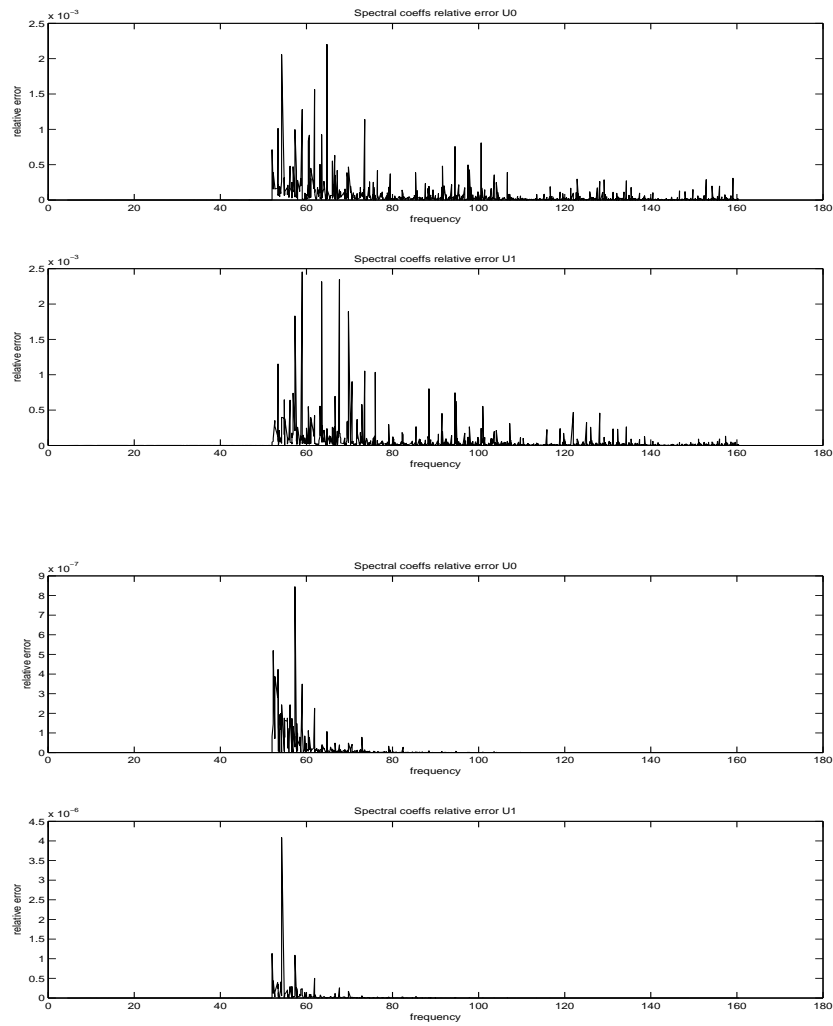 x 10⁻³
Spectral coeffs relative error U0
2.5
2
1.5
1
0.5
0
relative error
0 20 40 60 80 100 120 140 160 180
frequency
x 10⁻³
Spectral coeffs relative error U1
2.5
2
1.5
1
0.5
0
relative error
0 20 40 60 80 100 120 140 160 180
frequency
x 10⁻⁷
Spectral coeffs relative error U0
9
8
7
6
5
4
3
2
1
0
relative error
0 20 40 60 80 100 120 140 160 180
frequency
x 10⁻⁶
Spectral coeffs relative error U1
4.5
4
3.5
3
2.5
2
1.5
1
0.5
0
relative error
0 20 40 60 80 100 120 140 160 180
frequency